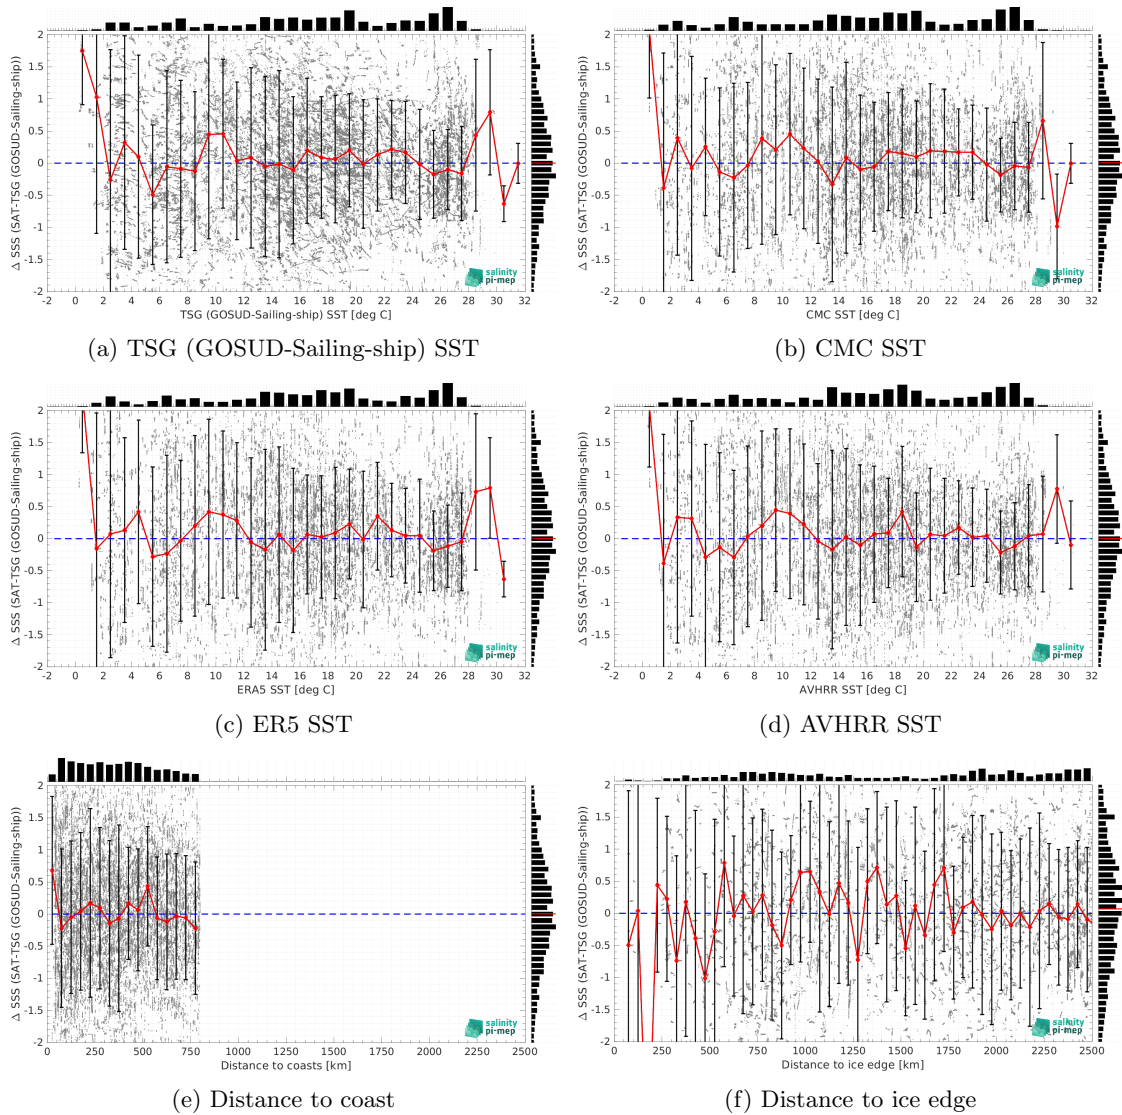 Δ SSS (SAT-TSG (GOSUD-Sailing-ship))
2
1.5
1
0.5
0
-0.5
-1
-1.5
-2
salinity
pi-mep
-2 0 2 4 6 8 10 12 14 16 18 20 22 24 26 28 30 32
TSG (GOSUD-Sailing-ship) SST [deg C]
(a) TSG (GOSUD-Sailing-ship) SST
Δ SSS (SAT-TSG (GOSUD-Sailing-ship))
2
1.5
1
0.5
0
-0.5
-1
-1.5
-2
salinity
pi-mep
-2 0 2 4 6 8 10 12 14 16 18 20 22 24 26 28 30 32
CMC SST [deg C]
(b) CMC SST
Δ SSS (SAT-TSG (GOSUD-Sailing-ship))
2
1.5
1
0.5
0
-0.5
-1
-1.5
-2
salinity
pi-mep
-2 0 2 4 6 8 10 12 14 16 18 20 22 24 26 28 30 32
ERA5 SST [deg C]
(c) ER5 SST
Δ SSS (SAT-TSG (GOSUD-Sailing-ship))
2
1.5
1
0.5
0
-0.5
-1
-1.5
-2
salinity
pi-mep
-2 0 2 4 6 8 10 12 14 16 18 20 22 24 26 28 30 32
AVHRR SST [deg C]
(d) AVHRR SST
Δ SSS (SAT-TSG (GOSUD-Sailing-ship))
2
1.5
1
0.5
0
-0.5
-1
-1.5
-2
salinity
pi-mep
0 250 500 750 1000 1250 1500 1750 2000 2250 2500
Distance to coasts [km]
(e) Distance to coast
Δ SSS (SAT-TSG (GOSUD-Sailing-ship))
2
1.5
1
0.5
0
-0.5
-1
-1.5
-2
salinity
pi-mep
0 250 500 750 1000 1250 1500 1750 2000 2250 2500
Distance to ice edge [km]
(f) Distance to ice edge